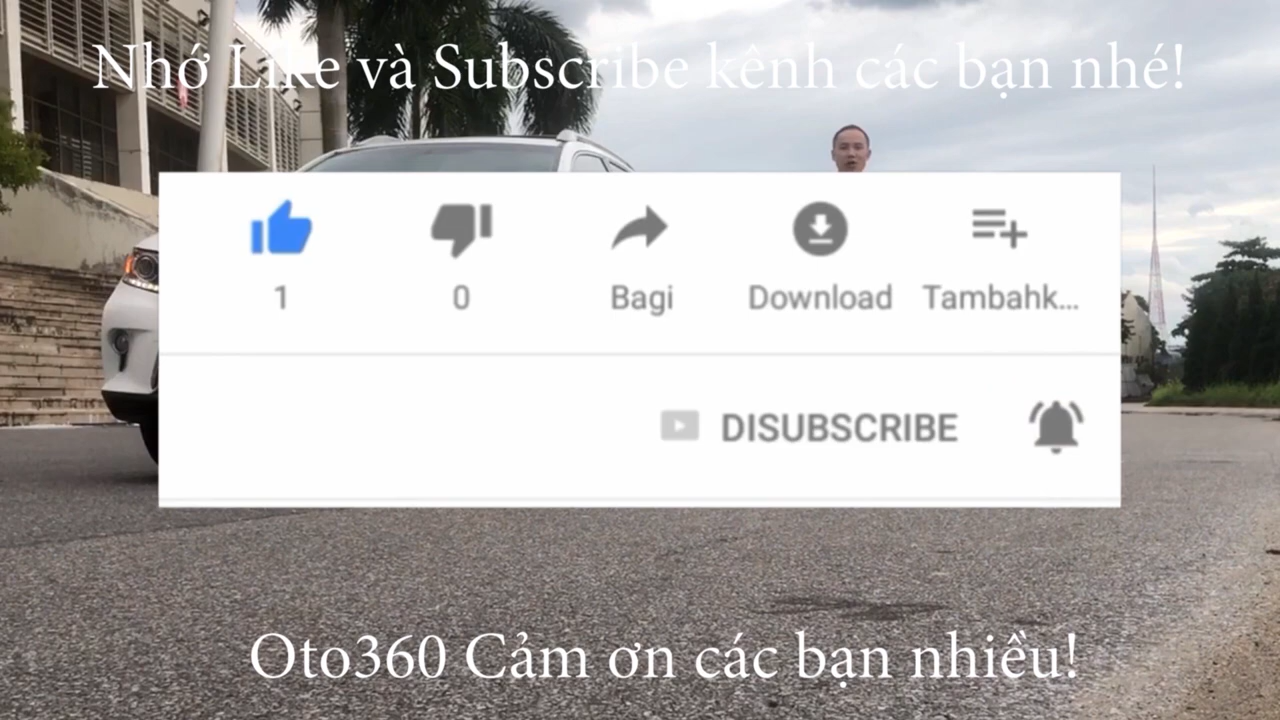 Nhớ Like và Subscribe kênh các bạn nhé!
1
0
Bagi
Download
Tambahk...
DISUBSCRIBE
Oto360 Cảm ơn các bạn nhiều!